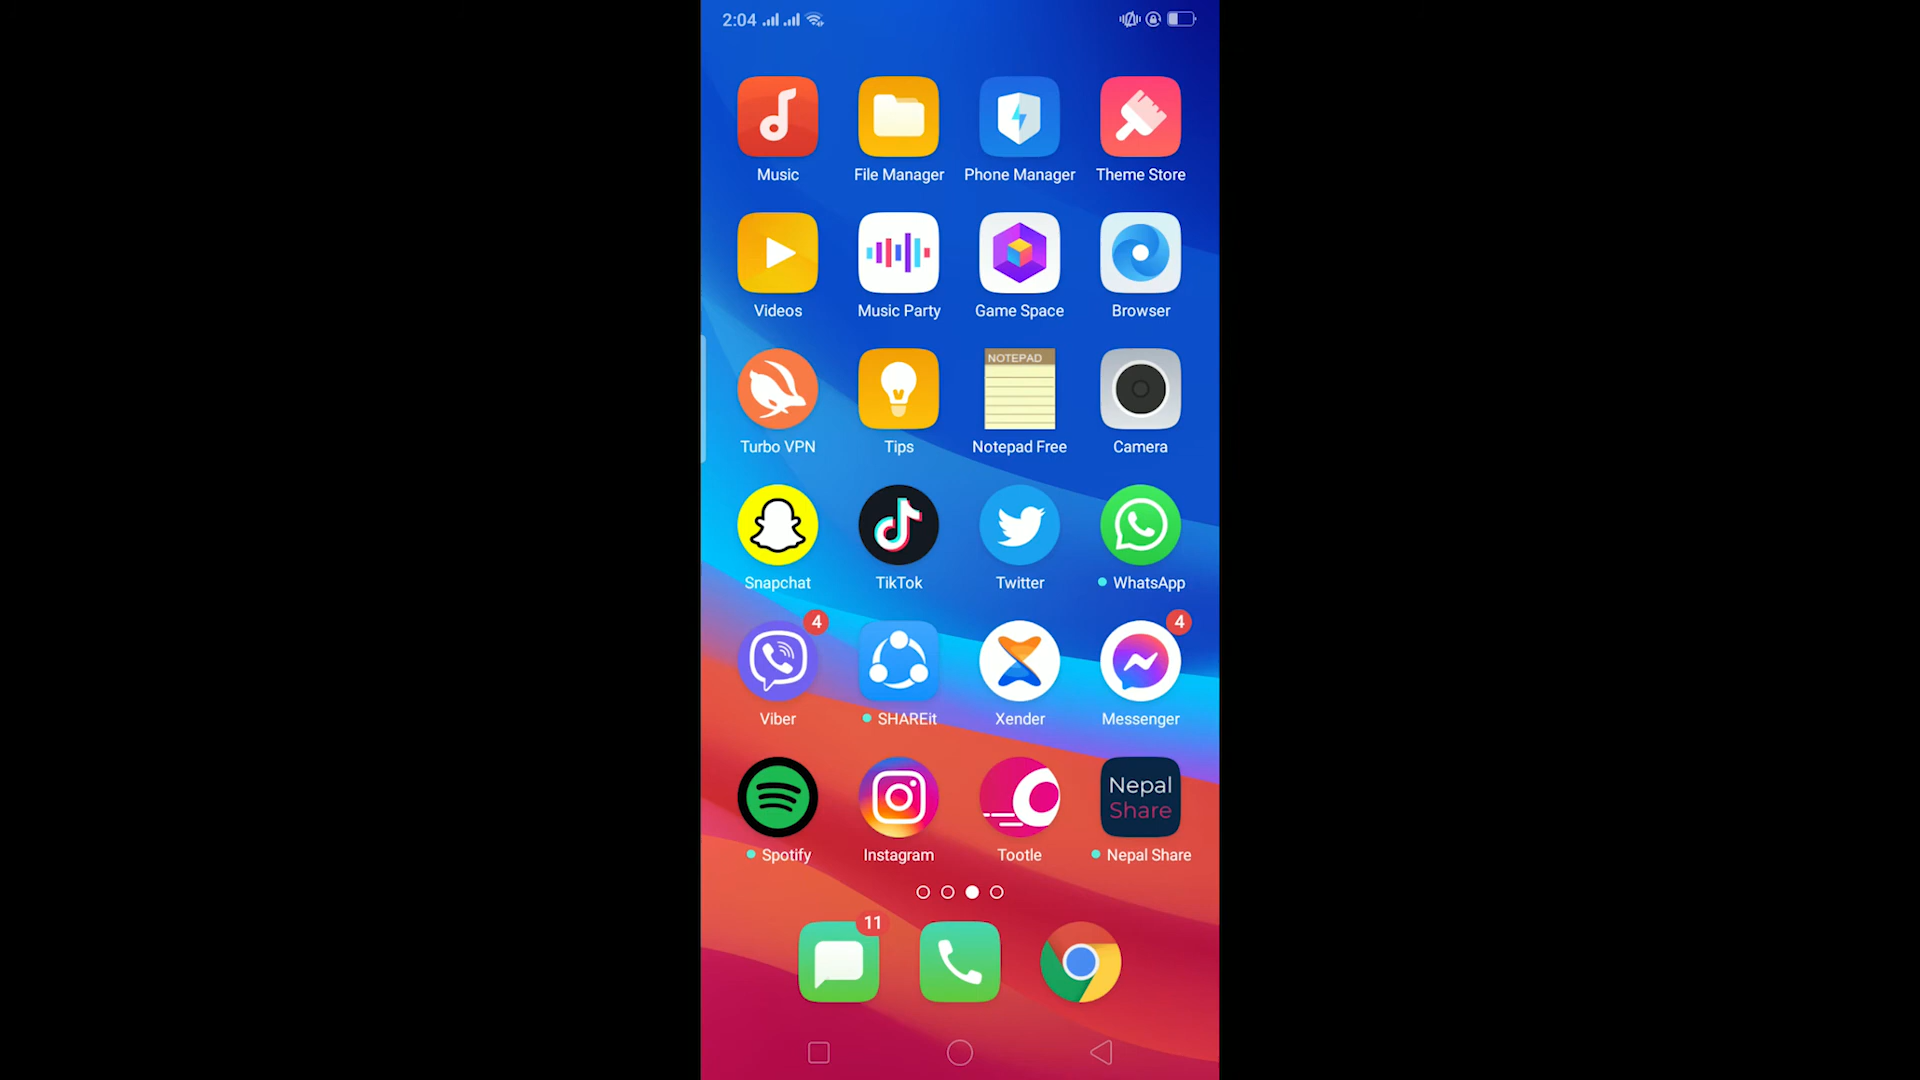 2:04
Music File Manager Phone Manager Theme Store
Videos Music Party Game Space Browser
NOTEPAD
Turbo VPN Tips Notepad Free Camera
Snapchat TikTok Twitter WhatsApp
4 4
Viber SHAREit Xender Messenger
Nepal
Share
Spotify Instagram Tootle Nepal Share
11